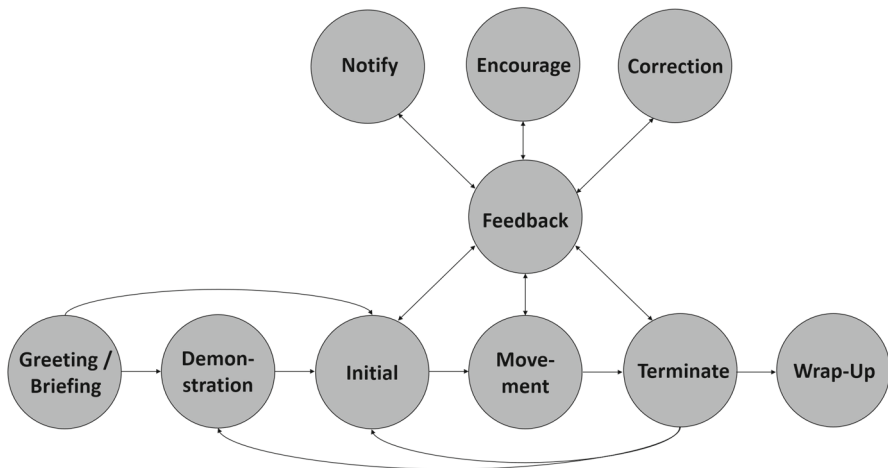 Notify
Encourage
Correction
Feedback
Greeting /
Briefing
Demon-
stration
Initial
Move-
ment
Terminate
Wrap-Up